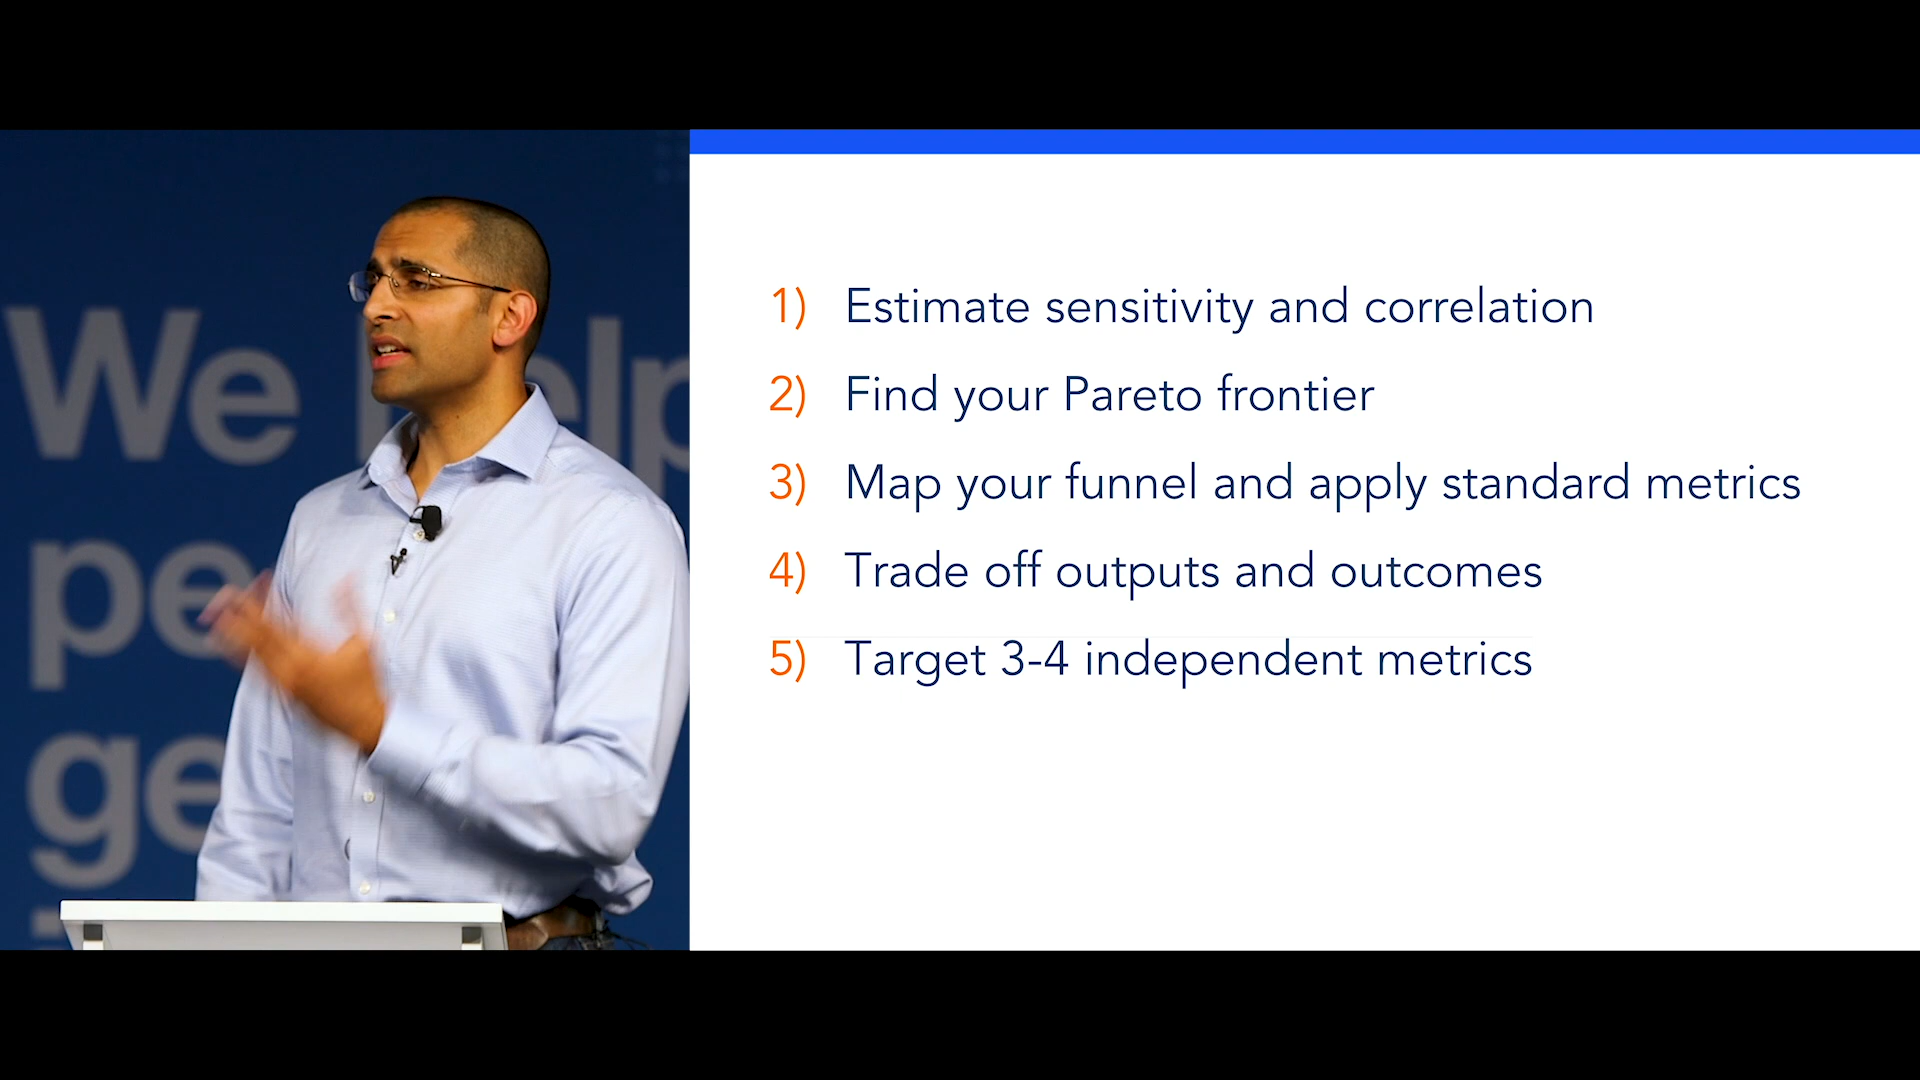 We help
pe
ge
1) Estimate sensitivity and correlation
2) Find your Pareto frontier
3) Map your funnel and apply standard metrics
4) Trade off outputs and outcomes
5) Target 3-4 independent metrics